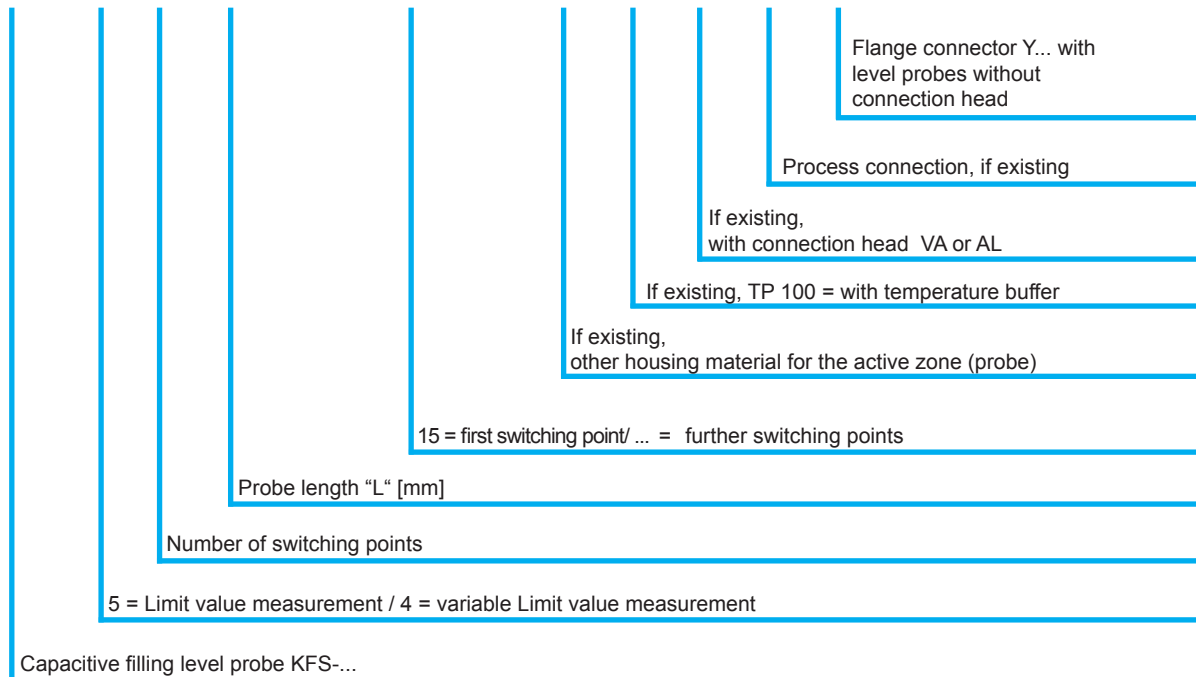 Flange connector Y... with
level probes without
connection head
Process connection, if existing
If existing,
with connection head  VA or AL
If existing, TP 100 = with temperature buffer
If existing,
other housing material for the active zone (probe)
15 = first switching point/ ... =  further switching points
Probe length “L“ [mm]
Number of switching points
5 = Limit value measurement / 4 = variable Limit value measurement
Capacitive filling level probe KFS-...